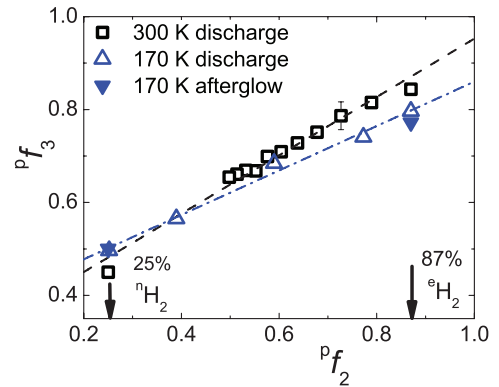 1.0
300 K discharge
170 K discharge
170 K afterglow
0.8
ᵖf₃
0.6
25%
ⁿH₂
87%
ᵉH₂
0.4
0.2 0.4 0.6 0.8 1.0
ᵖf₂